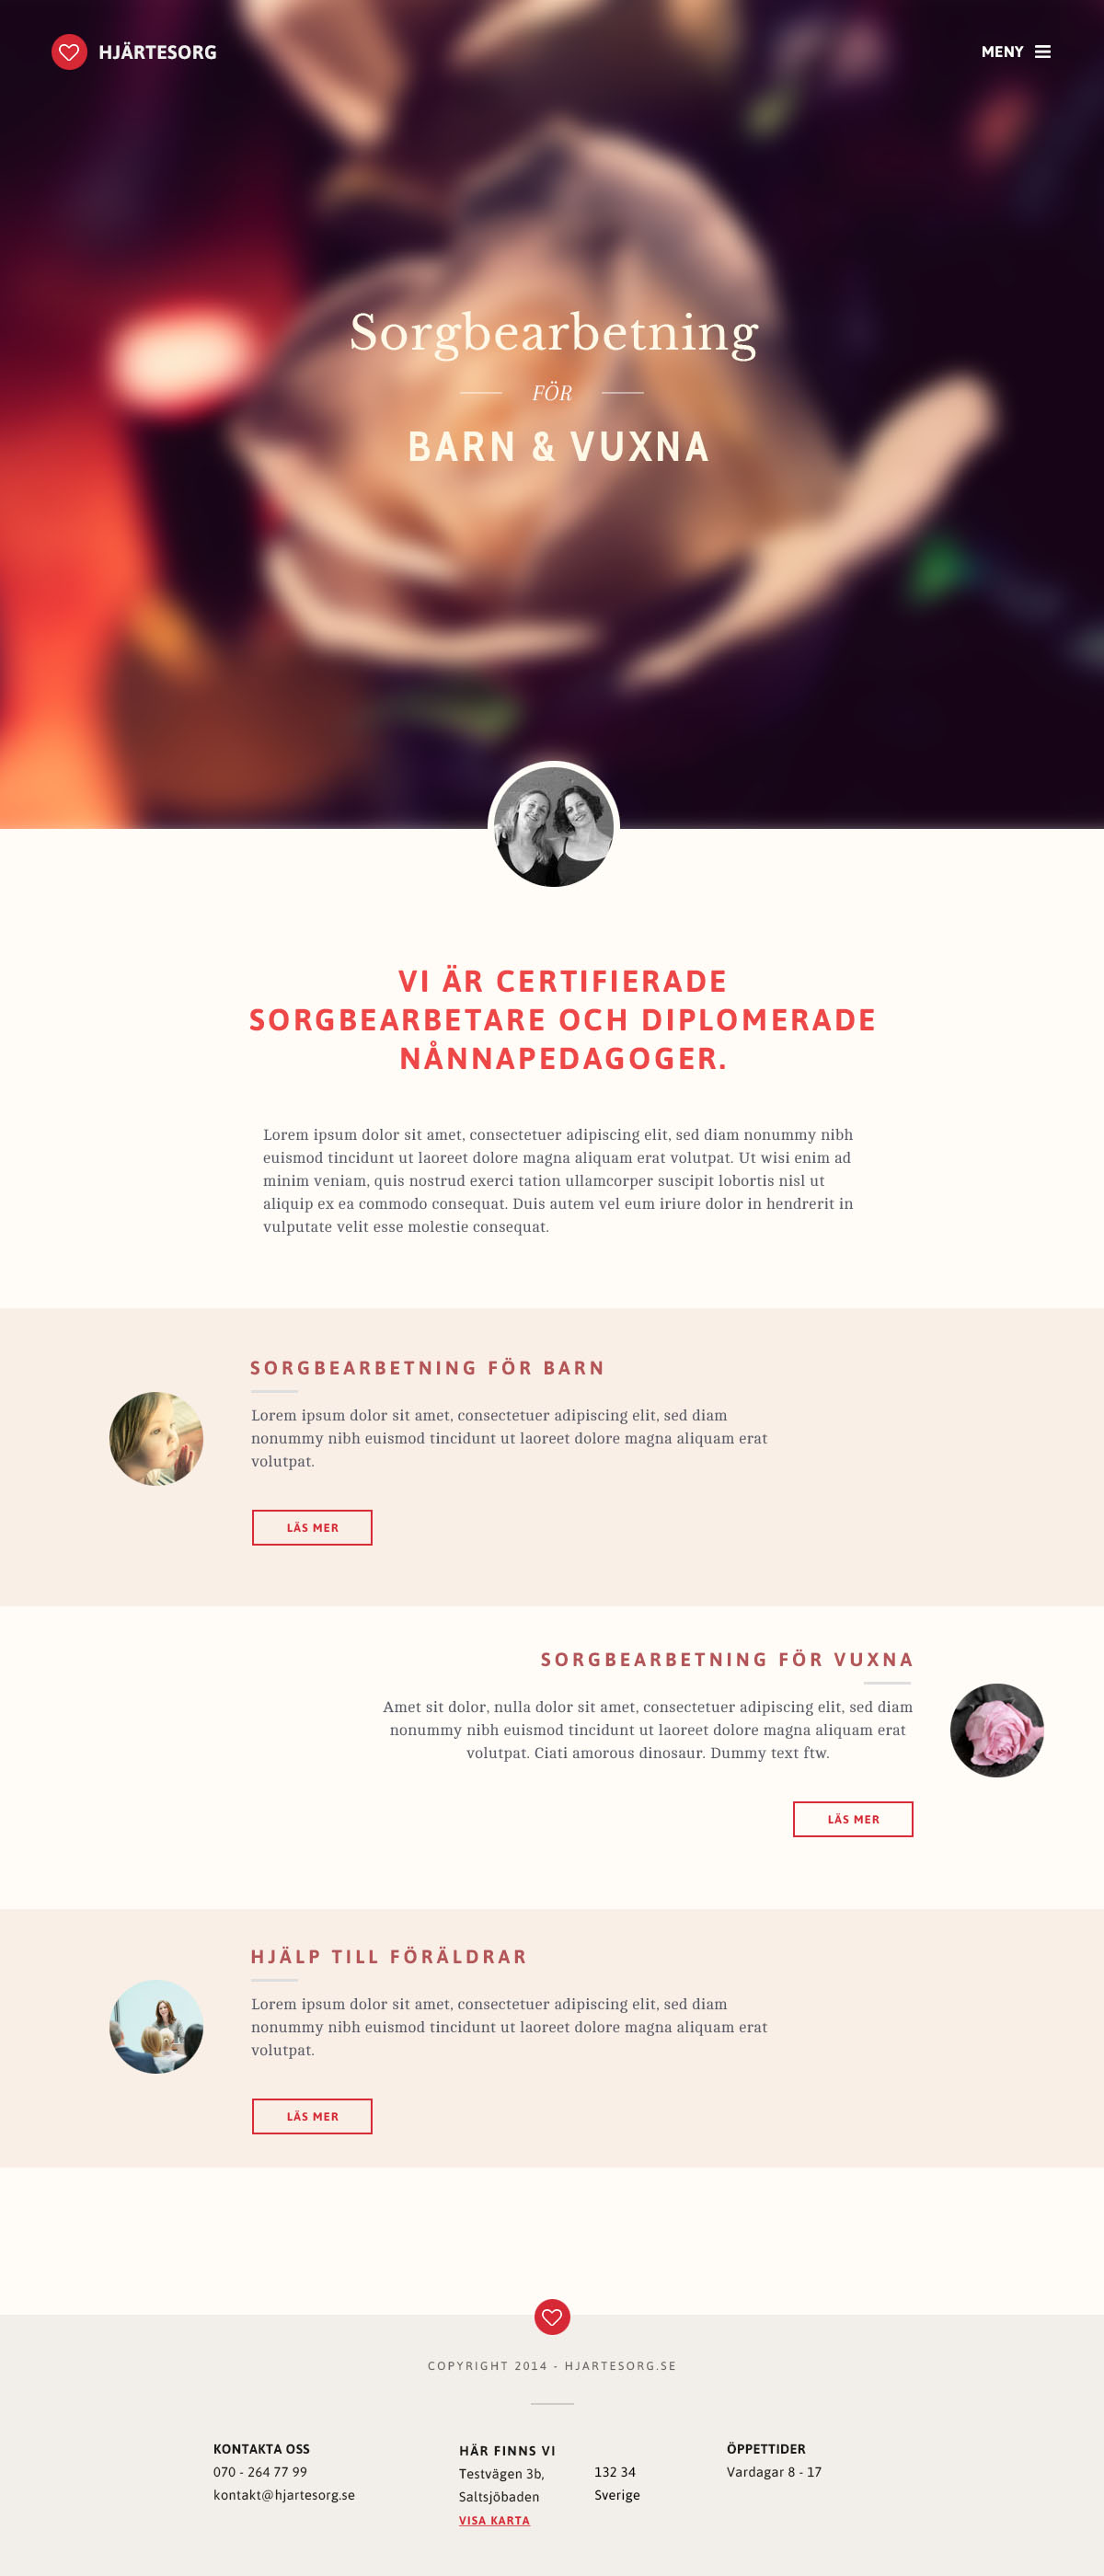 HJÄRTESORG
MENY
Sorgbearbetning
FÖR
BARN & VUXNA
VI ÄR CERTIFIERADE
SORGBEARBETARE OCH DIPLOMERADE
NÅNNAPEDAGOGER.
Lorem ipsum dolor sit amet, consectetuer adipiscing elit, sed diam nonummy nibh
euismod tincidunt ut laoreet dolore magna aliquam erat volutpat. Ut wisi enim ad
minim veniam, quis nostrud exerci tation ullamcorper suscipit lobortis nisl ut
aliquip ex ea commodo consequat. Duis autem vel eum iriure dolor in hendrerit in
vulputate velit esse molestie consequat.
SORGBEARBETNING FÖR BARN
Lorem ipsum dolor sit amet, consectetuer adipiscing elit, sed diam
nonummy nibh euismod tincidunt ut laoreet dolore magna aliquam erat
volutpat.
LÄS MER
SORGBEARBETNING FÖR VUXNA
Amet sit dolor, nulla dolor sit amet, consectetuer adipiscing elit, sed diam
nonummy nibh euismod tincidunt ut laoreet dolore magna aliquam erat
volutpat. Ciati amorous dinosaur. Dummy text ftw.
LÄS MER
HJÄLP TILL FÖRÄLDRAR
Lorem ipsum dolor sit amet, consectetuer adipiscing elit, sed diam
nonummy nibh euismod tincidunt ut laoreet dolore magna aliquam erat
volutpat.
LÄS MER
COPYRIGHT 2014 - HJARTESORG.SE
KONTAKTA OSS
070 - 264 77 99
kontakt@hjartesorg.se
HÄR FINNS VI
Testvägen 3b,
Saltsjöbaden
VISA KARTA
132 34
Sverige
ÖPPETTIDER
Vardagar 8 - 17